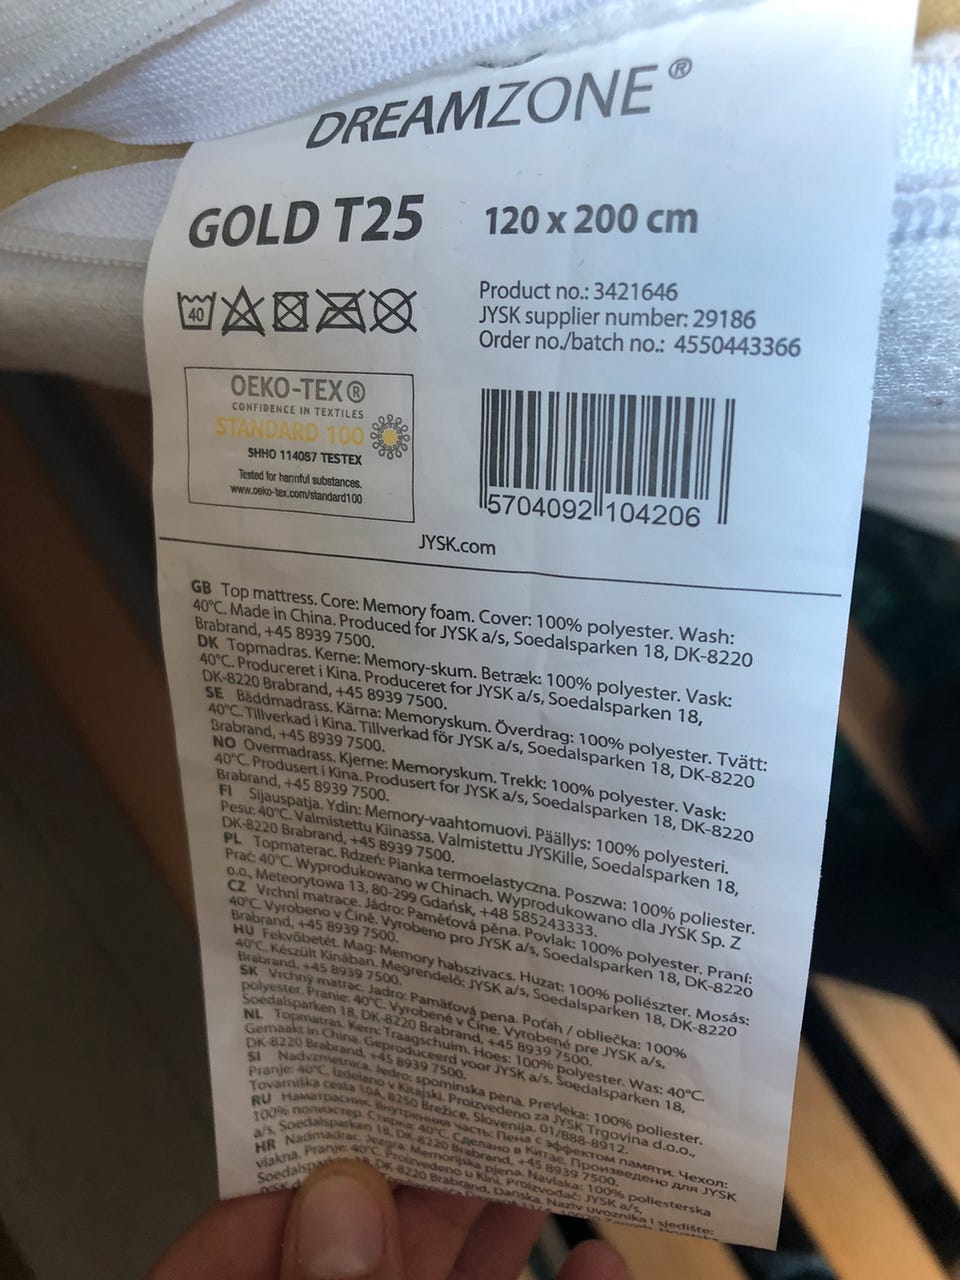 DREAMZONE®
GOLD T25
120 x 200 cm
40
Product no.: 3421646
JYSK supplier number: 29186
Order no./batch no.: 4550443366
OEKO-TEX®
CONFIDENCE IN TEXTILES
STANDARD 100
SHHO 114087 TESTEX
Tested for harmful substances.
www.oeko-tex.com/standard100
5704092 104206
JYSK.com
GB Top mattress. Core: Memory foam. Cover: 100% polyester. Wash:
40°C. Made in China. Produced for JYSK a/s, Soedalsparken 18, DK-8220
Brabrand, +45 8939 7500.
DK Topmadras. Kerne: Memory-skum. Betræk: 100% polyester. Vask:
40°C. Produceret i Kina. Produceret for JYSK a/s, Soedalsparken 18,
DK-8220 Brabrand, +45 8939 7500.
SE Bäddmadrass. Kärna: Memoryskum. Överdrag: 100% polyester. Tvätt:
40°C. Tillverkad i Kina. Tillverkad för JYSK a/s, Soedalsparken 18, DK-8220
Brabrand, +45 8939 7500.
NO Overmadrass. Kjerne: Memoryskum. Trekk: 100% polyester. Vask:
40°C. Produsert i Kina. Produsert for JYSK a/s, Soedalsparken 18, DK-8220
Brabrand, +45 8939 7500.
FI Sijauspatja. Ydin: Memory-vaahtomuovi. Päällys: 100% polyesteri.
Pesu: 40°C. Valmistettu Kiinassa. Valmistettu JYSKille, Soedalsparken 18,
DK-8220 Brabrand, +45 8939 7500.
PL Topmaterac. Rdzeń: Pianka termoelastyczna. Poszwa: 100% poliester.
Prać: 40°C. Wyprodukowano w Chinach. Wyprodukowano dla JYSK Sp. Z
o.o., Meteorytowa 13, 80-299 Gdańsk, +48 585243333.
CZ Vrchní matrace. Jádro: Paměťová pěna. Povlak: 100% polyester. Praní:
40°C. Vyrobeno v Číně. Vyrobeno pro JYSK a/s, Soedalsparken 18, DK-8220
Brabrand, +45 8939 7500.
HU Fekvőbetét. Mag: Memory habszivacs. Huzat: 100% poliészter. Mosás:
40°C. Készült Kínában. Megrendelő: JYSK a/s, Soedalsparken 18, DK-8220
Brabrand, +45 8939 7500.
SK Vrchný matrac. Jadro: Pamäťová pena. Poťah / obliečka: 100%
polyester. Pranie: 40°C. Vyrobené v Číne. Vyrobené pre JYSK a/s,
Soedalsparken 18, DK-8220 Brabrand, +45 8939 7500.
NL Topmatras. Kern: Traagschuim. Hoes: 100% polyester. Was: 40°C.
Gemaakt in China. Geproduceerd voor JYSK a/s, Soedalsparken 18,
DK-8220 Brabrand, +45 8939 7500.
SI Nadvzmetnica. Jedro: spominska pena. Prevleka: 100% poliester.
Pranje: 40°C. Izdelano v Kitajski. Proizvedeno za JYSK Trgovina d.o.o.,
Tovarniška cesta 10A, 8250 Brežice, Slovenija, 01/888-8912.
RU Наматрасник. Внутренняя часть: Пена с эффектом памяти. Чехол:
100% полиэстер. Стирка: 40°C. Сделано в Китае. Произведено для JYSK
a/s, Soedalsparken 18, DK-8220 Brabrand, +45 8939 7500.
HR Nadmadrac. Jezgra: Memorijska pjena. Navlaka: 100% poliesterska
vlakna. Pranje: 40°C. Proizvedeno u Kini. Proizvođač: JYSK a/s,
18, DK-8220 Brabrand, Danska. Naziv uvoznika i sjedište: